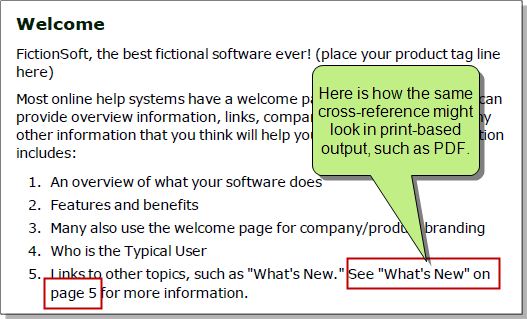 Welcome
FictionSoft, the best fictional software ever! (place your product tag line
here)
Most online help systems have a welcome pa can
provide overview information, links, compa ny
other information that you think will help you tion
includes:
Here is how the same
cross-reference might
look in print-based
output, such as PDF.
1. An overview of what your software does
2. Features and benefits
3. Many also use the welcome page for company/product branding
4. Who is the Typical User
5. Links to other topics, such as "What's New." See "What's New" on
page 5 for more information.